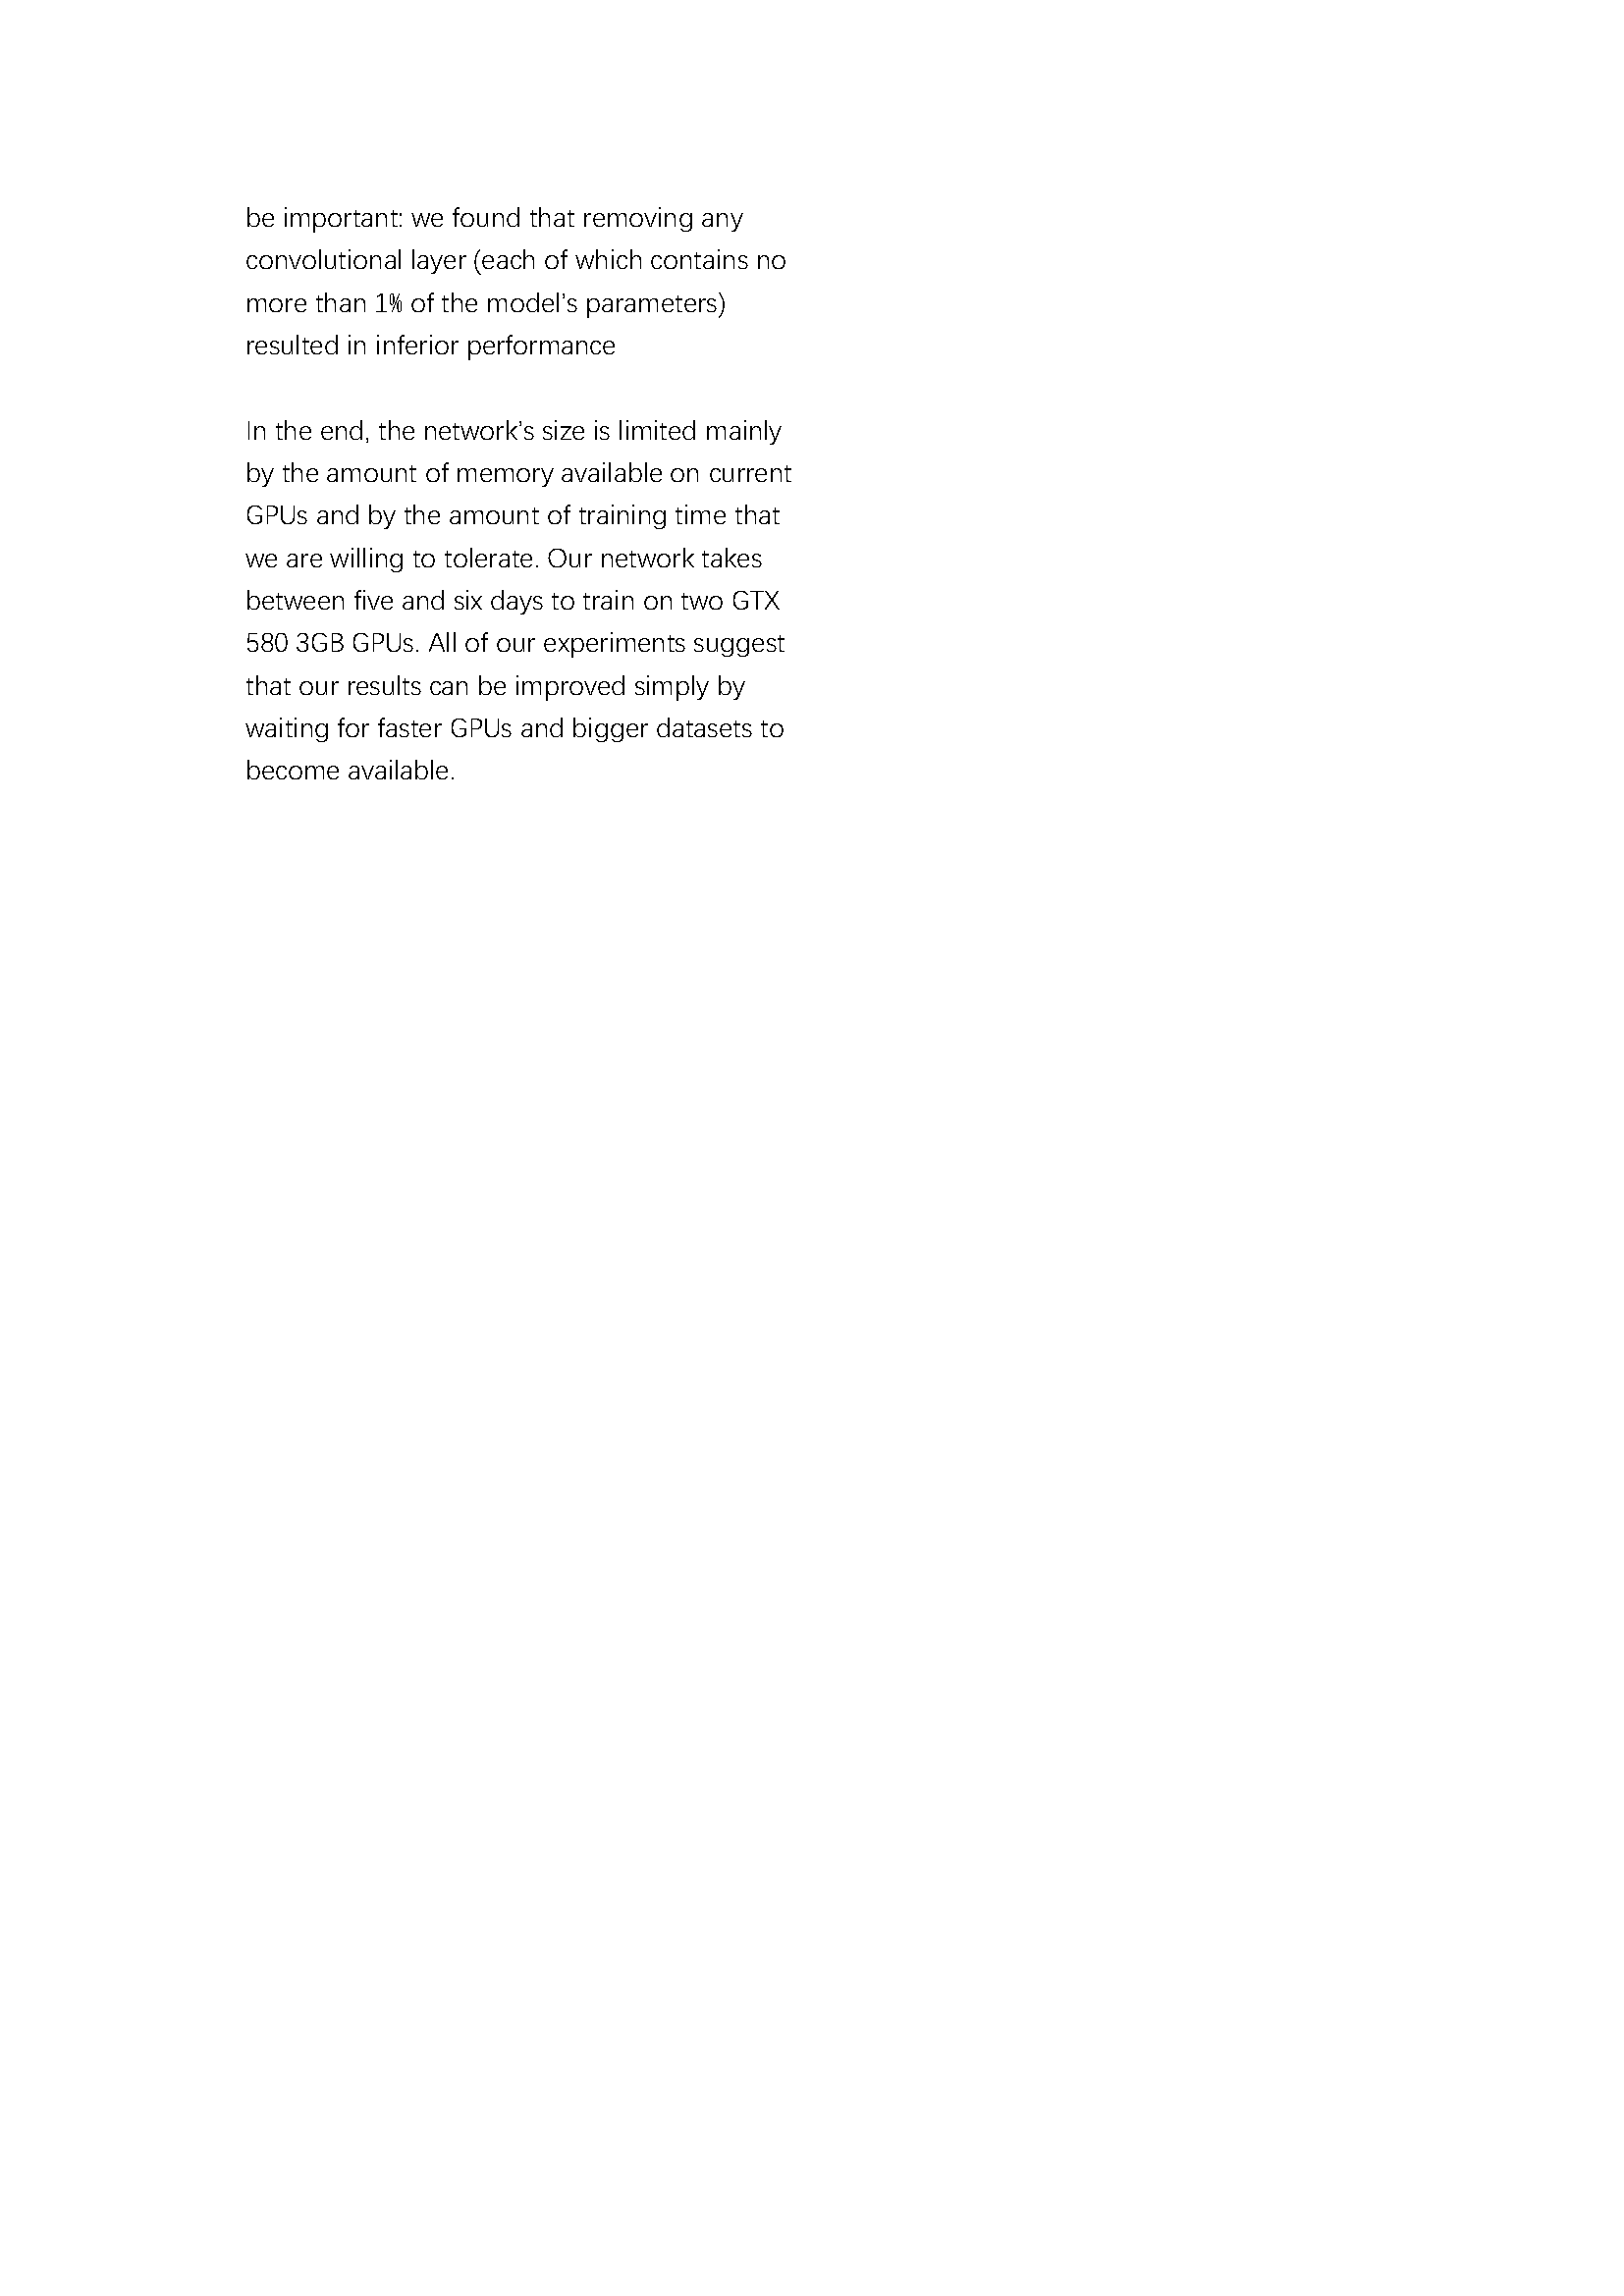 be important: we found that removing any
convolutional layer (each of which contains no
more than 1% of the model’s parameters)
resulted in inferior performance
In the end, the network’s size is limited mainly
by the amount of memory available on current
GPUs and by the amount of training time that
we are willing to tolerate. Our network takes
between five and six days to train on two GTX
580 3GB GPUs. All of our experiments suggest
that our results can be improved simply by
waiting for faster GPUs and bigger datasets to
become available.